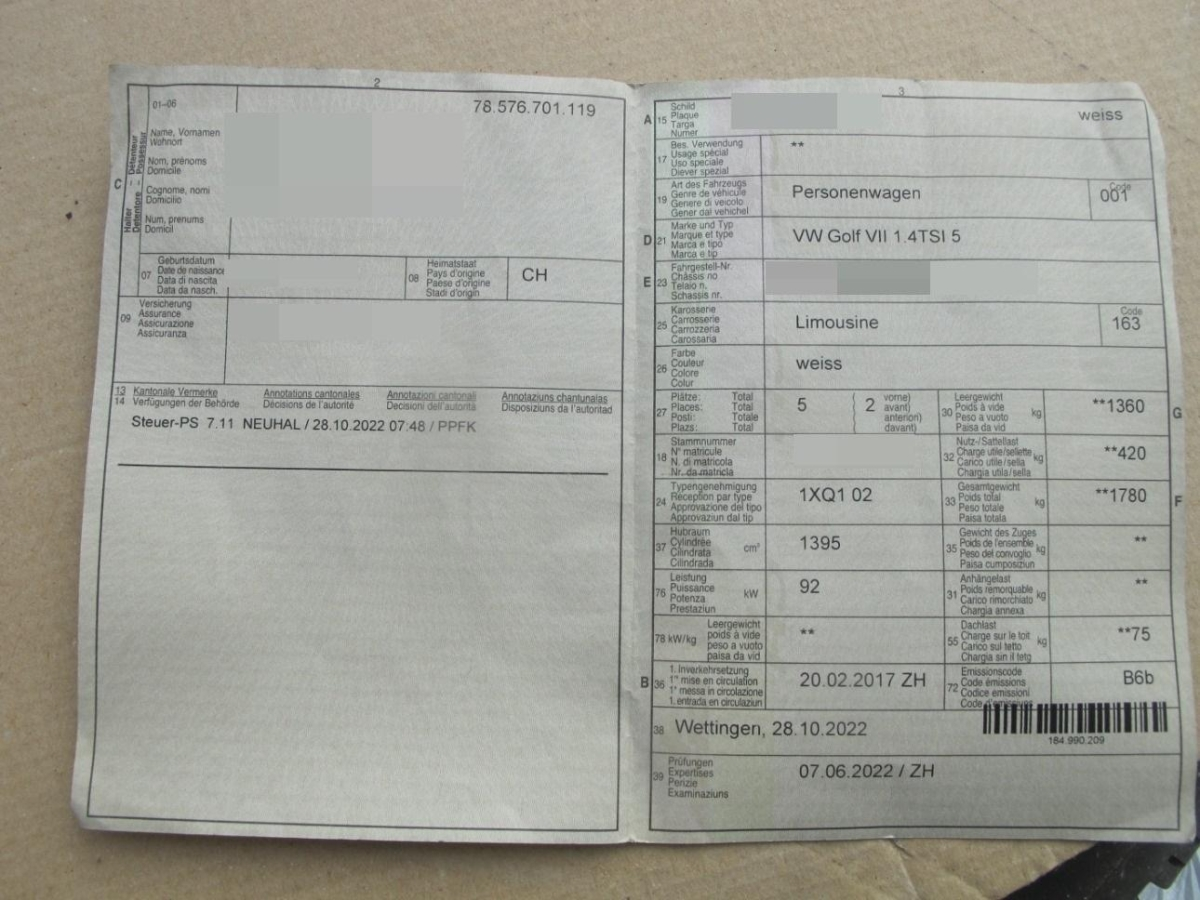 2
01-06
78.576.701.119
C
Halter - Détenteur
Detentore - Possessur
Name, Vornamen
Wohnort
Nom, prénoms
Domicile
Cognome, nomi
Domicilio
Num, prenums
Domicil
07
Geburtsdatum
Date de naissance
Data di nascita
Data da nasch.
08
Heimatstaat
Pays d'origine
Paese d'origine
Stadi d'origin
CH
09
Versicherung
Assurance
Assicurazione
Assicuranza
13 Kantonale Vermerke Annotations cantonales Annotazioni cantonali Annotaziuns chantunalas
14 Verfügungen der Behörde Décisions de l'autorité Decisioni dell'autorità Disposiziuns da l'autoritad
Steuer-PS 7.11 NEUHAL / 28.10.2022 07:48 / PPFK
3
A 15
Schild
Plaque
Targa
Numer
weiss
17
Bes. Verwendung
Usage spécial
Uso speciale
Diever spezial
**
19
Art des Fahrzeugs
Genre de véhicule
Genere di veicolo
Gener dal vehichel
Personenwagen
Code
001
D 21
Marke und Typ
Marque et type
Marca e tipo
Marca e tip
VW Golf VII 1.4TSI 5
E 23
Fahrgestell-Nr.
Châssis no
Telaio n.
Schassis nr.
25
Karosserie
Carrosserie
Carrozzeria
Carossaria
Limousine
Code
163
26
Farbe
Couleur
Colore
Colur
weiss
27
Plätze: Total
Places: Total
Posti: Totale
Plazs: Total
5
2
vorne)
avant)
anteriori)
davant)
30
Leergewicht
Poids à vide
Peso a vuoto
Paisa da vid
kg
**1360
G
18
Stammnummer
N° matricule
N. di matricola
Nr. da matricla
32
Nutz-/Sattellast
Charge utile/sellette
Carico utile/sella
Chargia utila/sella
kg
**420
24
Typengenehmigung
Réception par type
Approvazione del tipo
Approvaziun dal tip
1XQ1 02
33
Gesamtgewicht
Poids total
Peso totale
Paisa totala
kg
**1780
F
37
Hubraum
Cylindrée
Cilindrata
Cilindrada
cm³
1395
35
Gewicht des Zuges
Poids de l'ensemble
Peso del convoglio
Paisa cumposiziun
kg
**
76
Leistung
Puissance
Potenza
Prestaziun
kW
92
31
Anhängelast
Poids remorquable
Carico rimorchiato
Chargia annexa
kg
**
78 kW/kg
Leergewicht
poids à vide
peso a vuoto
paisa da vid
**
55
Dachlast
Charge sur le toit
Carico sul tetto
Chargia sin il tetg
kg
**75
B 36
1. Inverkehrsetzung
1re mise en circulation
1a messa in circolazione
1. entrada en circulaziun
20.02.2017 ZH
72
Emissionscode
Code émissions
Codice emissioni
Code d'emissiuns
B6b
38
Wettingen, 28.10.2022
184.990.209
39
Prüfungen
Expertises
Perizie
Examinaziuns
07.06.2022 / ZH